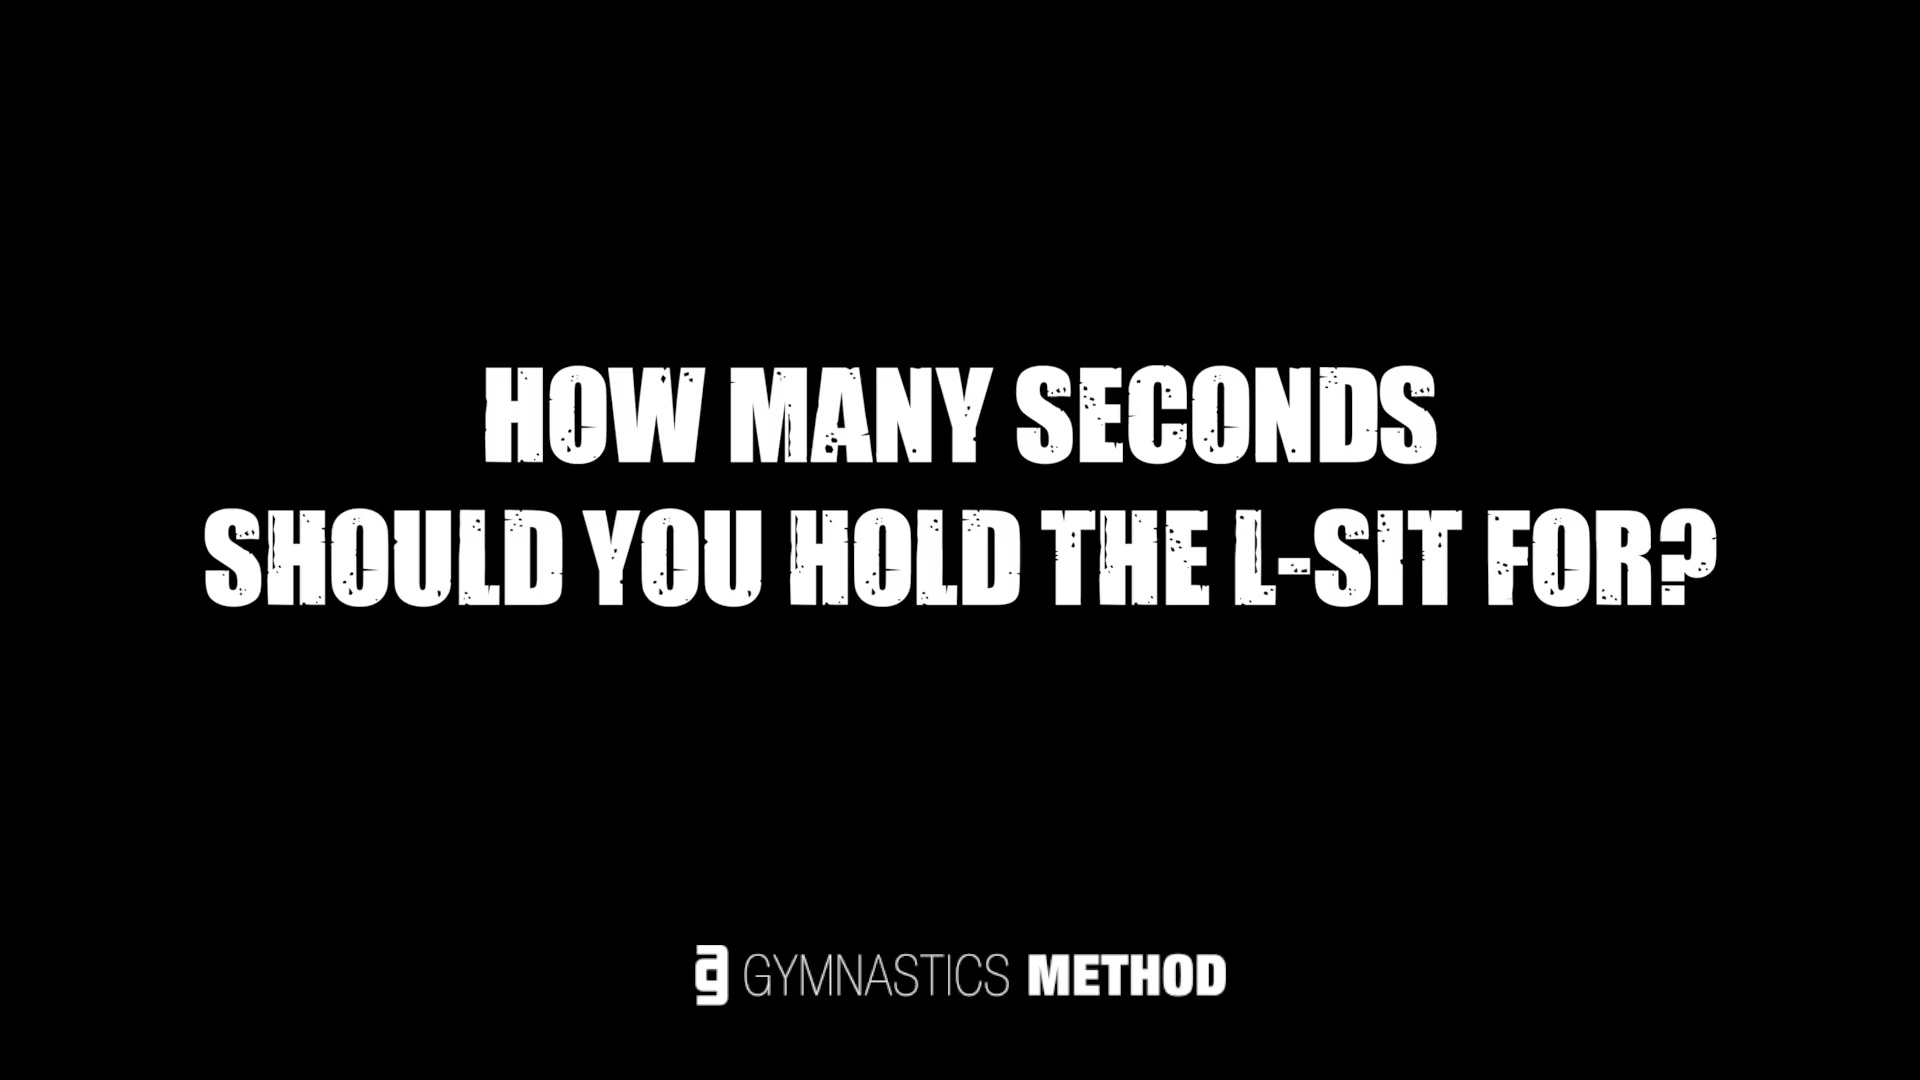 HOW MANY SECONDS
SHOULD YOU HOLD THE L-SIT FOR?
g GYMNASTICS METHOD